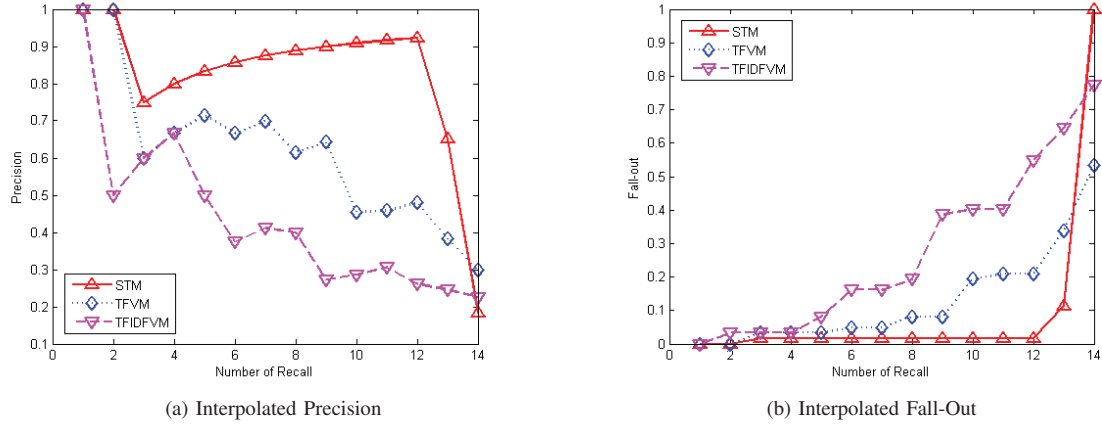 1
0.9
0.8
0.7
0.6
0.5
0.4
0.3
0.2
0.1
0 2 4 6 8 10 12 14
Precision
Number of Recall
STM
TFVM
TFIDFVM
(a) Interpolated Precision
1
0.9
0.8
0.7
0.6
0.5
0.4
0.3
0.2
0.1
0
0 2 4 6 8 10 12 14
Fall-out
Number of Recall
STM
TFVM
TFIDFVM
(b) Interpolated Fall-Out